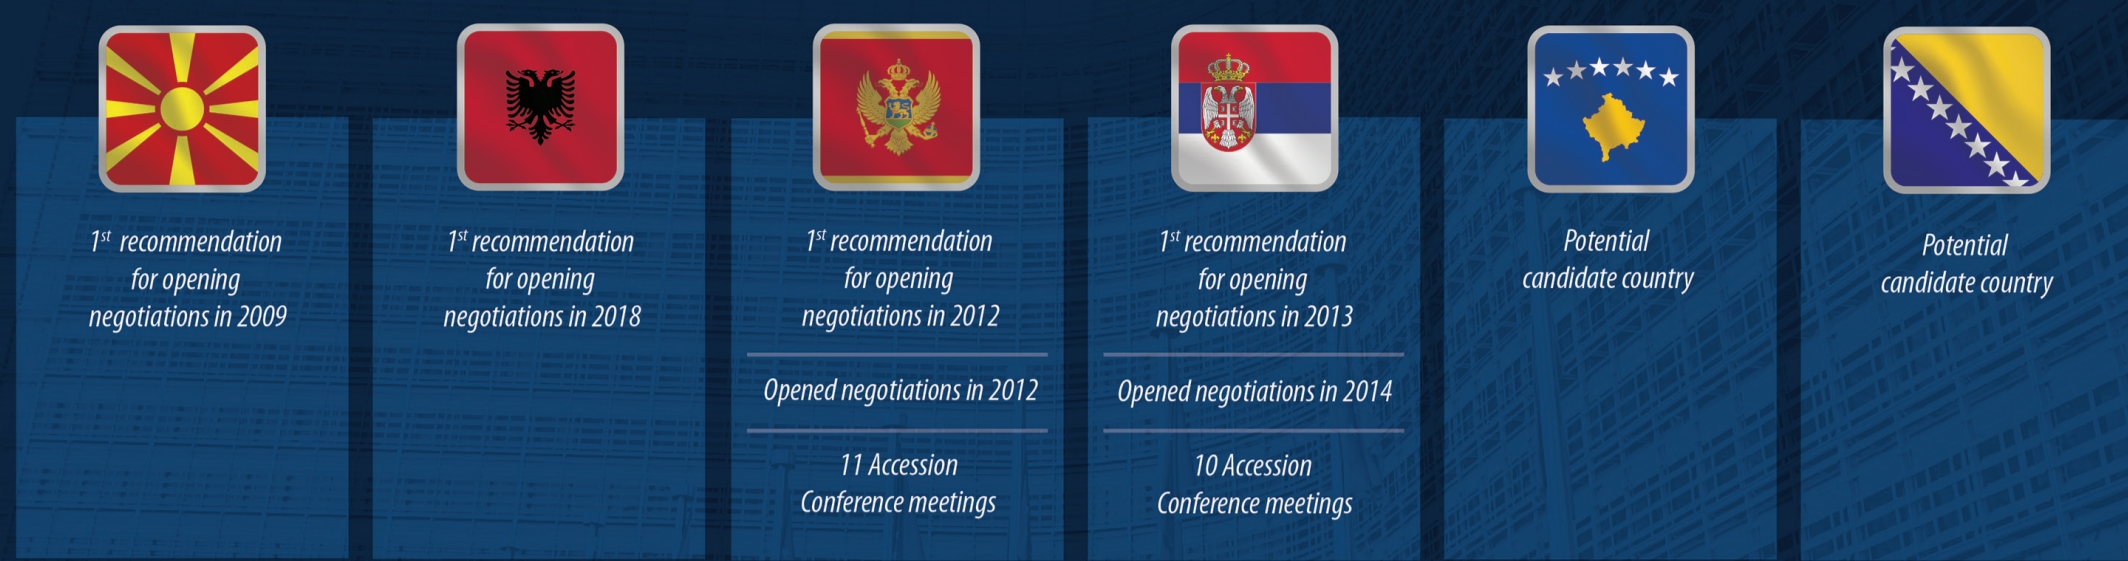 1st recommendation
for opening
negotiations in 2009
1st recommendation
for opening
negotiations in 2018
1st recommendation
for opening
negotiations in 2012
Opened negotiations in 2012
11 Accession
Conference meetings
1st recommendation
for opening
negotiations in 2013
Opened negotiations in 2014
10 Accession
Conference meetings
Potential
candidate country
Potential
candidate country